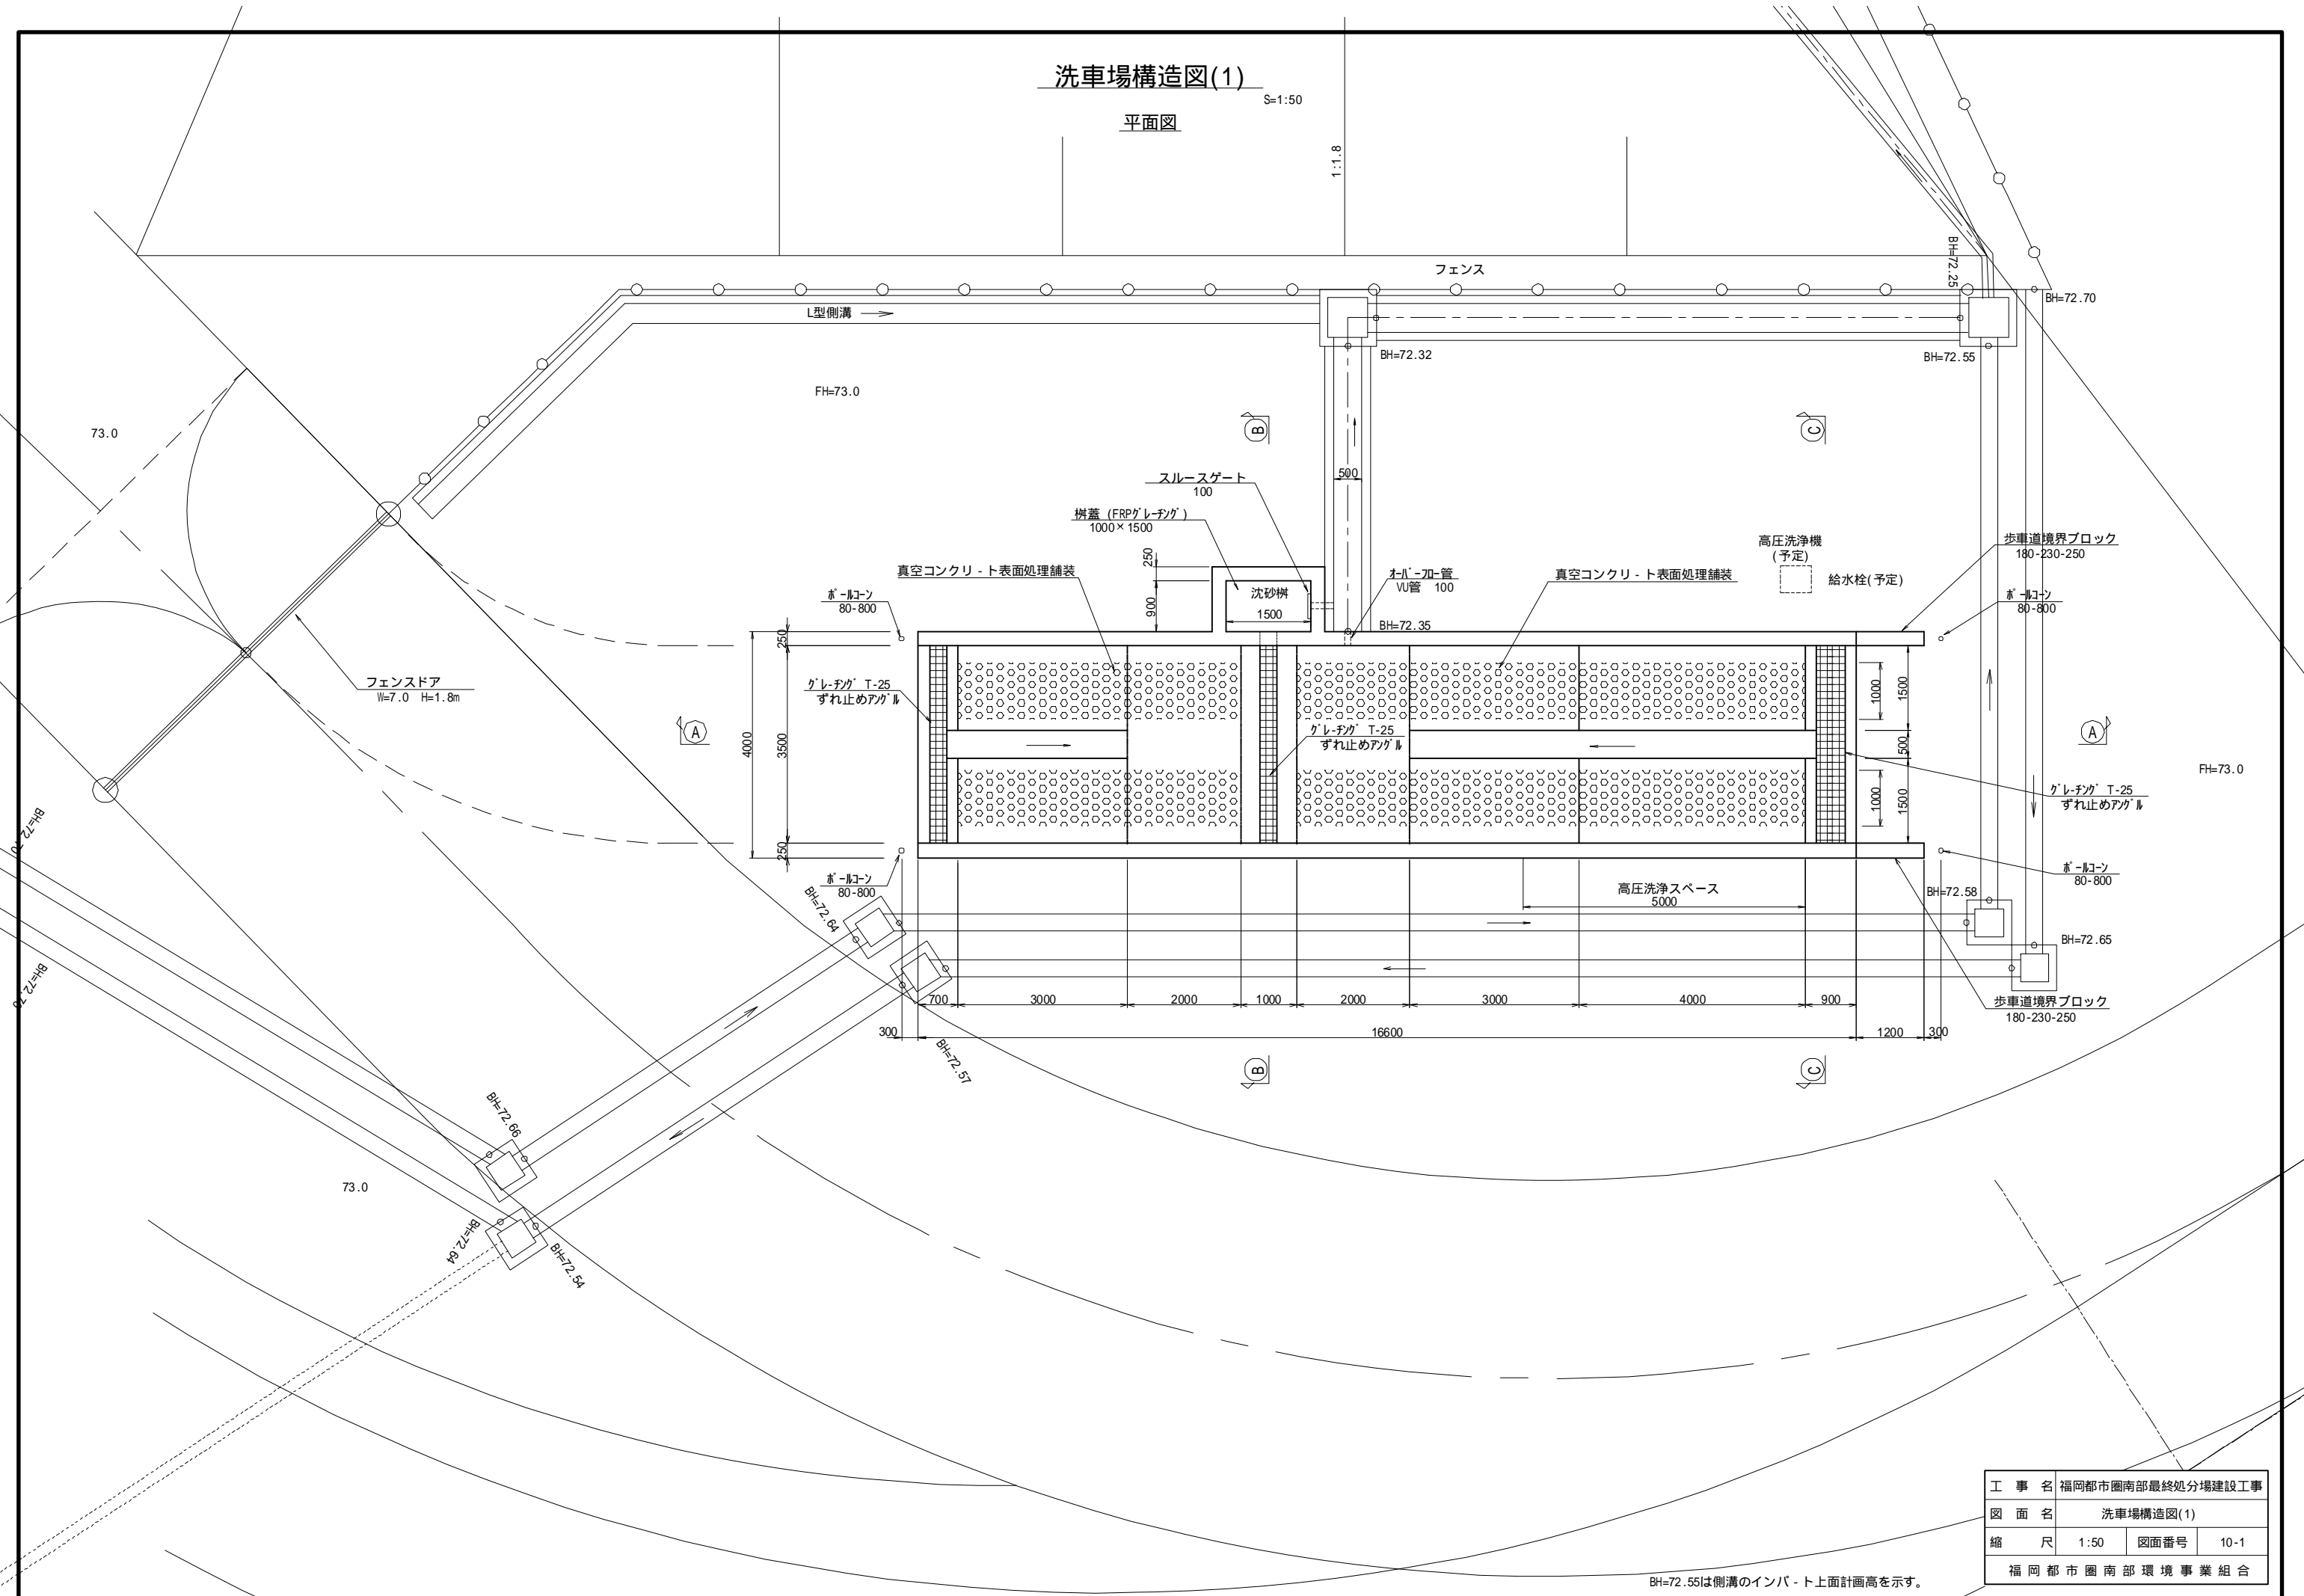 洗車場構造図(1)
S=1:50
平面図
1:1.8
フェンス
BH=72.25
BH=72.70
L型側溝
BH=72.32
BH=72.55
FH=73.0
73.0
B
C
500
スルースゲート
100
桝蓋 (FRPグレーチング)
1000×1500
250
900
沈砂桝
1500
真空コンクリ-ト表面処理舗装
オーバーフロー管
VU管 100
真空コンクリ-ト表面処理舗装
高圧洗浄機
(予定)
給水栓(予定)
歩車道境界ブロック
180-230-250
ポールコーン
80-800
ポールコーン
80-800
BH=72.35
フェンスドア
W=7.0 H=1.8m
グレーチング T-25
ずれ止めアングル
A
4000
250
3500
250
グレーチング T-25
ずれ止めアングル
1000
1500
500
1000
1500
A
FH=73.0
グレーチング T-25
ずれ止めアングル
BH=72.70
BH=72.70
ポールコーン
80-800
BH=72.64
高圧洗浄スペース
5000
BH=72.58
ポールコーン
80-800
BH=72.65
700
3000
2000
1000
2000
3000
4000
900
歩車道境界ブロック
180-230-250
300
16600
1200
300
BH=72.57
B
C
BH=72.66
73.0
BH=72.64
BH=72.54
工事名 福岡都市圏南部最終処分場建設工事
図面名 洗車場構造図(1)
縮尺 1:50 図面番号 10-1
福岡都市圏南部環境事業組合
BH=72.55は側溝のインバ-ト上面計画高を示す。